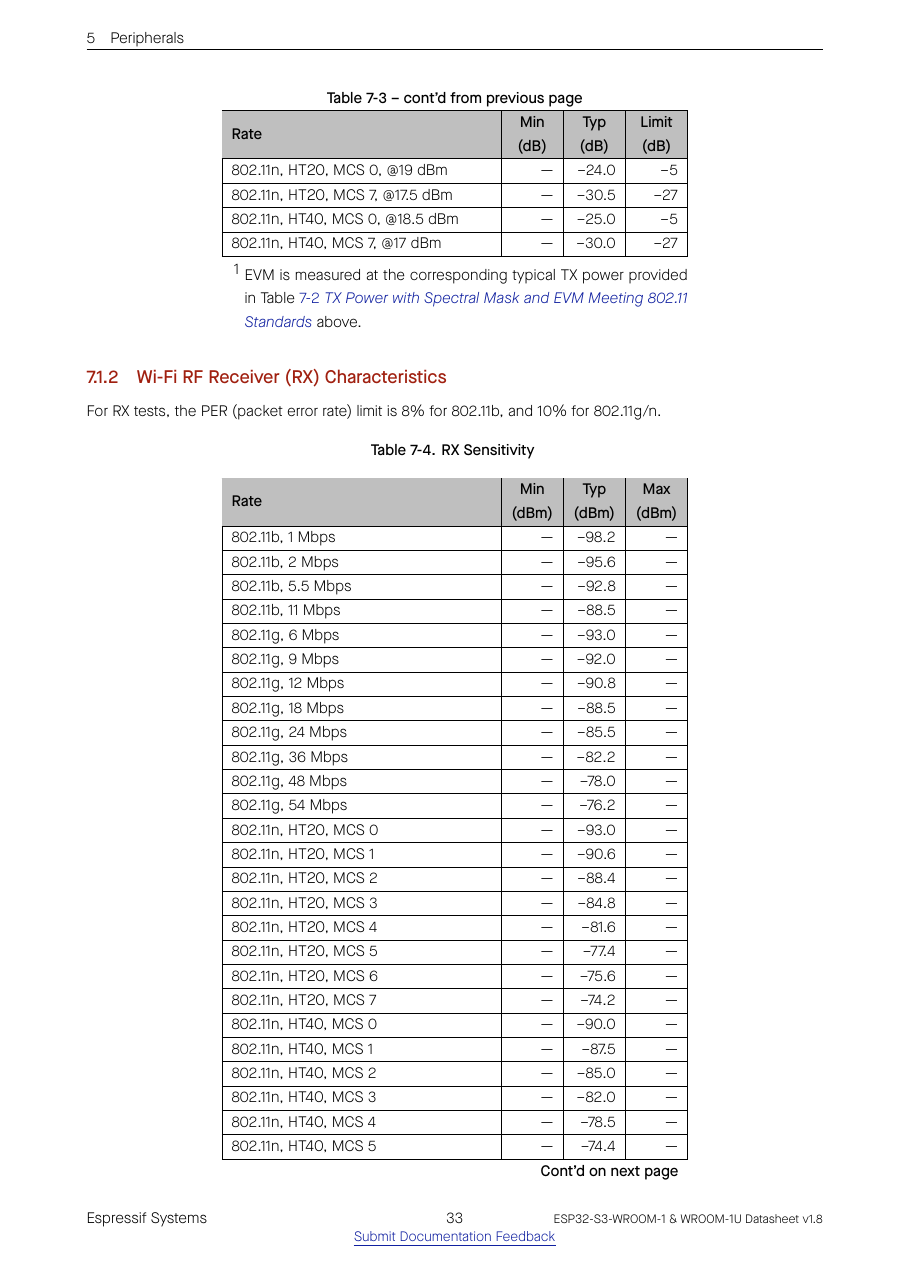 5 Peripherals
Table 7-3 – cont'd from previous page
Rate Min (dB) Typ (dB) Limit (dB)
802.11n, HT20, MCS 0, @19 dBm — –24.0 –5
802.11n, HT20, MCS 7, @17.5 dBm — –30.5 –27
802.11n, HT40, MCS 0, @18.5 dBm — –25.0 –5
802.11n, HT40, MCS 7, @17 dBm — –30.0 –27
1 EVM is measured at the corresponding typical TX power provided
in Table 7-2 TX Power with Spectral Mask and EVM Meeting 802.11
Standards above.
7.1.2 Wi-Fi RF Receiver (RX) Characteristics
For RX tests, the PER (packet error rate) limit is 8% for 802.11b, and 10% for 802.11g/n.
Table 7-4. RX Sensitivity
Rate Min (dBm) Typ (dBm) Max (dBm)
802.11b, 1 Mbps — –98.2 —
802.11b, 2 Mbps — –95.6 —
802.11b, 5.5 Mbps — –92.8 —
802.11b, 11 Mbps — –88.5 —
802.11g, 6 Mbps — –93.0 —
802.11g, 9 Mbps — –92.0 —
802.11g, 12 Mbps — –90.8 —
802.11g, 18 Mbps — –88.5 —
802.11g, 24 Mbps — –85.5 —
802.11g, 36 Mbps — –82.2 —
802.11g, 48 Mbps — –78.0 —
802.11g, 54 Mbps — –76.2 —
802.11n, HT20, MCS 0 — –93.0 —
802.11n, HT20, MCS 1 — –90.6 —
802.11n, HT20, MCS 2 — –88.4 —
802.11n, HT20, MCS 3 — –84.8 —
802.11n, HT20, MCS 4 — –81.6 —
802.11n, HT20, MCS 5 — –77.4 —
802.11n, HT20, MCS 6 — –75.6 —
802.11n, HT20, MCS 7 — –74.2 —
802.11n, HT40, MCS 0 — –90.0 —
802.11n, HT40, MCS 1 — –87.5 —
802.11n, HT40, MCS 2 — –85.0 —
802.11n, HT40, MCS 3 — –82.0 —
802.11n, HT40, MCS 4 — –78.5 —
802.11n, HT40, MCS 5 — –74.4 —
Cont'd on next page
Espressif Systems 33 ESP32-S3-WROOM-1 & WROOM-1U Datasheet v1.8
Submit Documentation Feedback